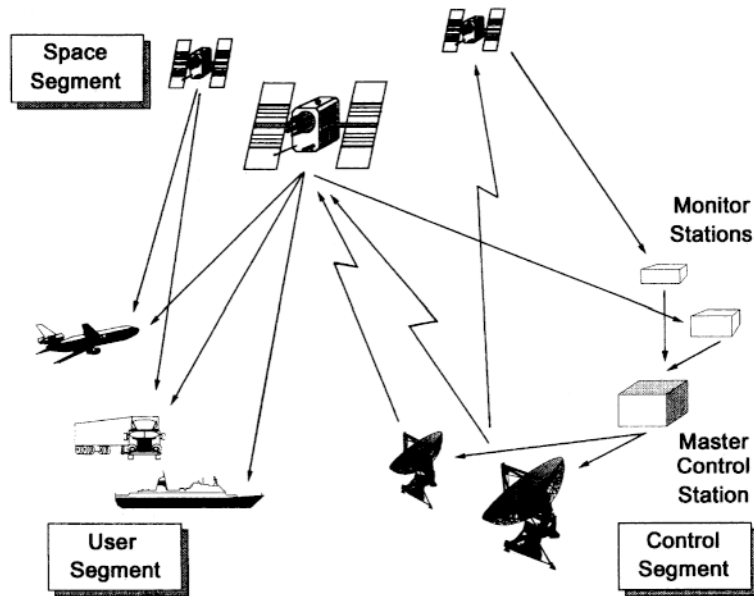 Space
Segment
Monitor
Stations
Master
Control
Station
User
Segment
Control
Segment